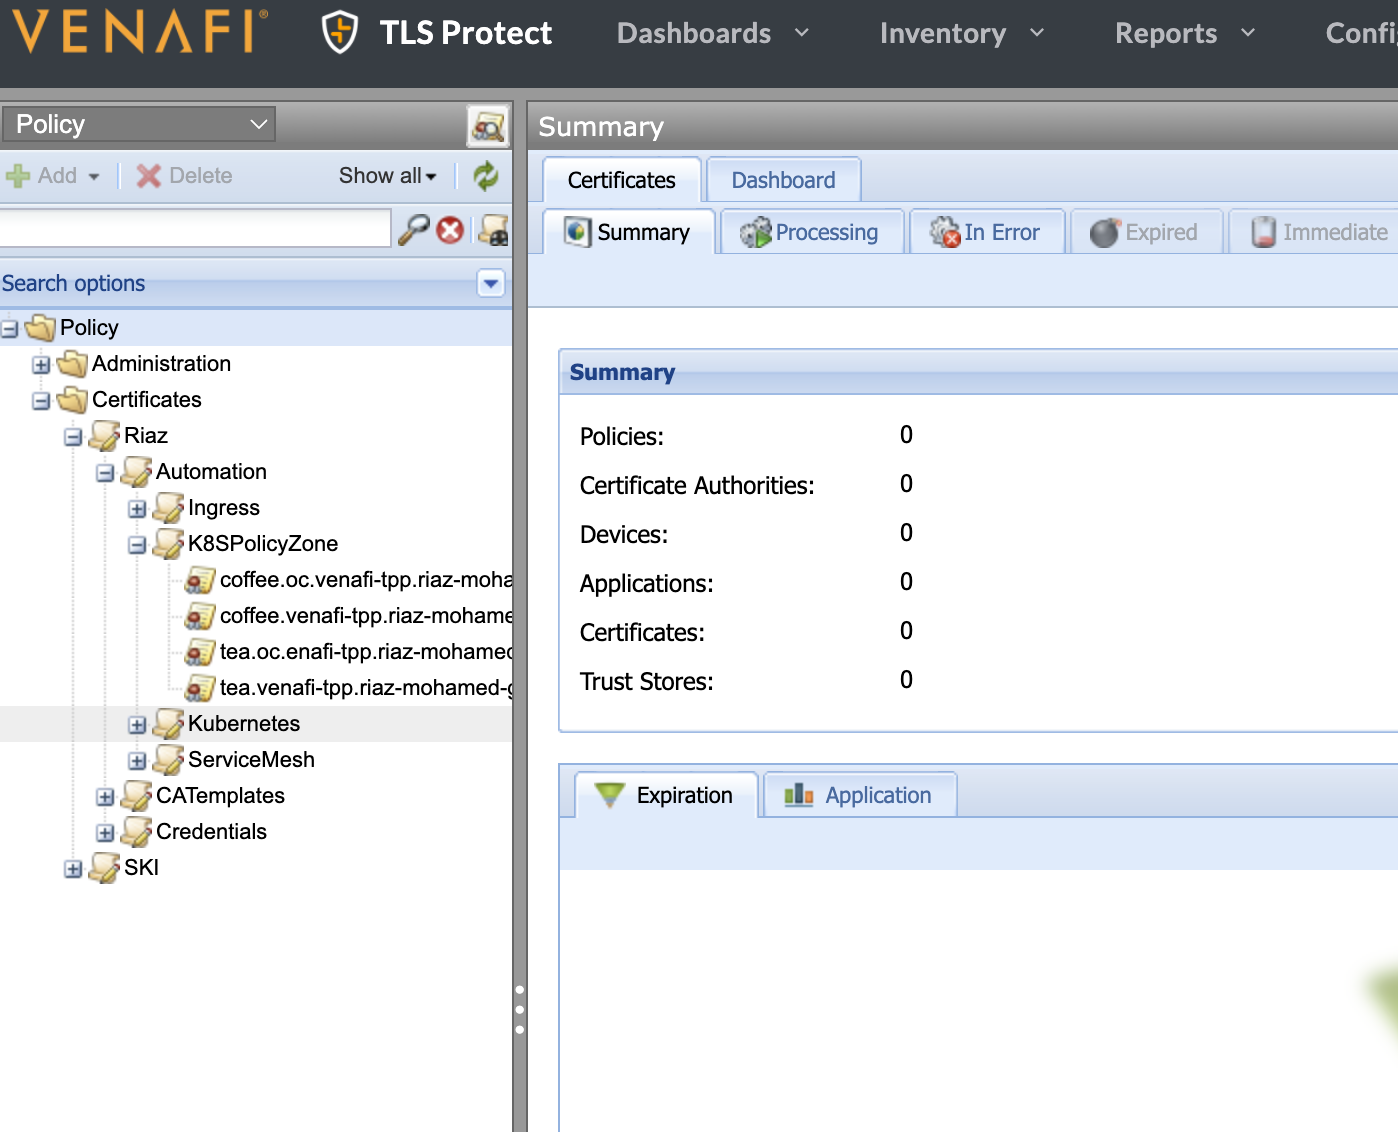 VENAFI® TLS Protect Dashboards Inventory Reports Confi
Policy
Add Delete Show all
Search options
Policy
Administration
Certificates
Riaz
Automation
Ingress
K8SPolicyZone
coffee.oc.venafi-tpp.riaz-moha
coffee.venafi-tpp.riaz-mohame
tea.oc.enafi-tpp.riaz-mohamed
tea.venafi-tpp.riaz-mohamed-g
Kubernetes
ServiceMesh
CATemplates
Credentials
SKI
Summary
Certificates Dashboard
Summary Processing In Error Expired Immediate
Summary
Policies: 0
Certificate Authorities: 0
Devices: 0
Applications: 0
Certificates: 0
Trust Stores: 0
Expiration Application